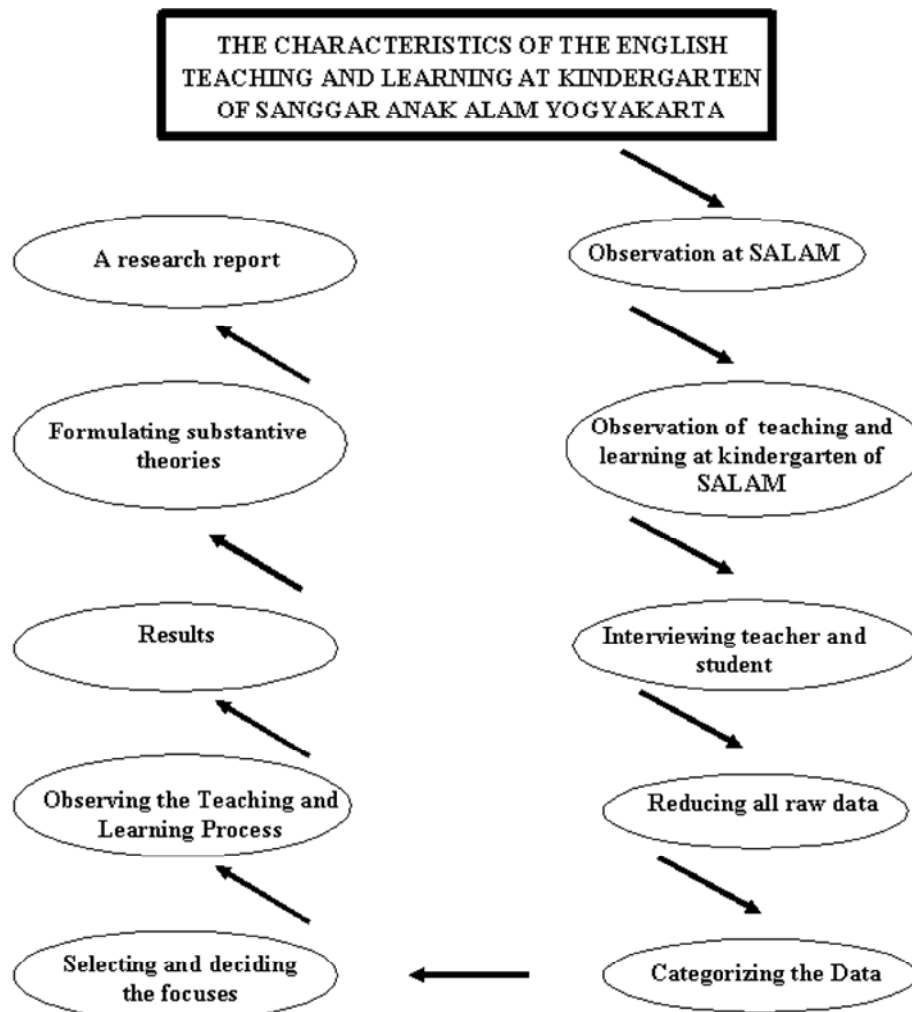 THE CHARACTERISTICS OF THE ENGLISH
TEACHING AND LEARNING AT KINDERGARTEN
OF SANGGAR ANAK ALAM YOGYAKARTA
Observation at SALAM
Observation of teaching and
learning at kindergarten of
SALAM
Interviewing teacher and
student
Reducing all raw data
Categorizing the Data
Selecting and deciding
the focuses
Observing the Teaching and
Learning Process
Results
Formulating substantive
theories
A research report